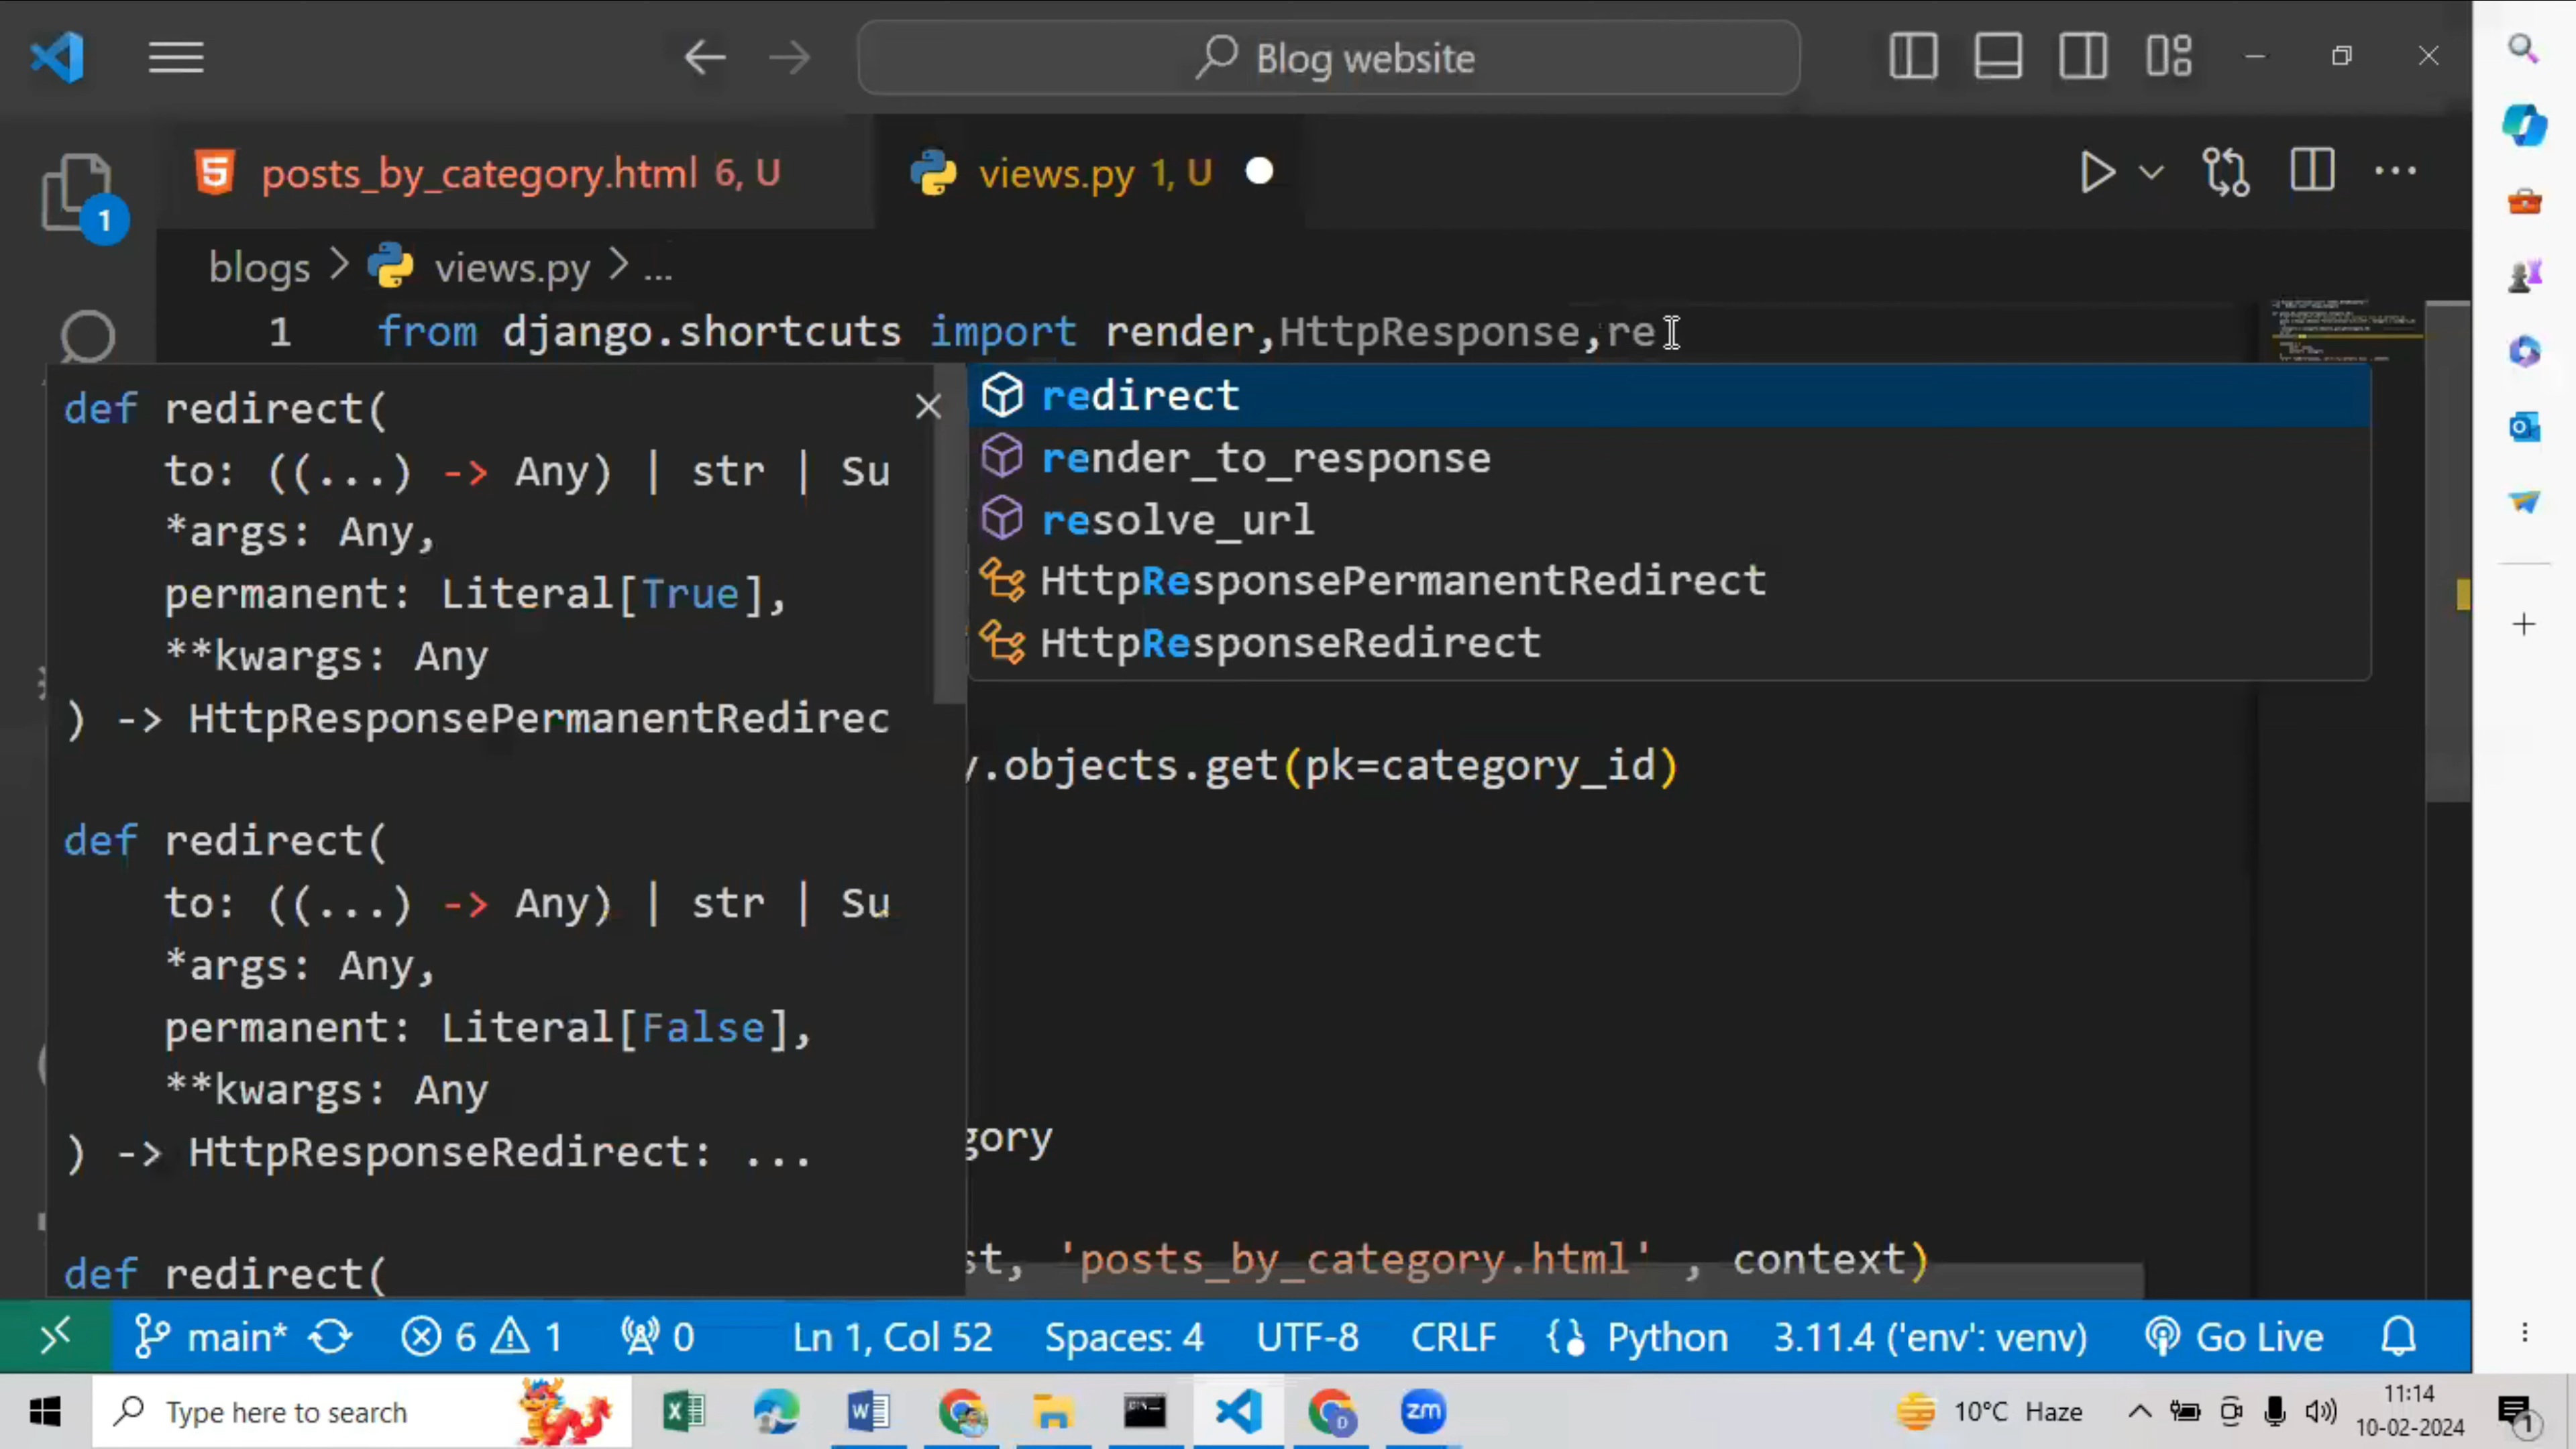 Blog website
posts_by_category.html 6, U
views.py 1, U
1
blogs > views.py > ...
1 from django.shortcuts import render,HttpResponse,re
def redirect(
to: ((...) -> Any) | str | Su
*args: Any,
permanent: Literal[True],
**kwargs: Any
) -> HttpResponsePermanentRedirec
def redirect(
to: ((...) -> Any) | str | Su
*args: Any,
permanent: Literal[False],
**kwargs: Any
) -> HttpResponseRedirect: ...
def redirect(
redirect
render_to_response
resolve_url
HttpResponsePermanentRedirect
HttpResponseRedirect
y.objects.get(pk=category_id)
gory
st, 'posts_by_category.html' , context)
main* 6 1 0 Ln 1, Col 52 Spaces: 4 UTF-8 CRLF Python 3.11.4 ('env': venv) Go Live
Type here to search
zm
10°C Haze
11:14
10-02-2024
1